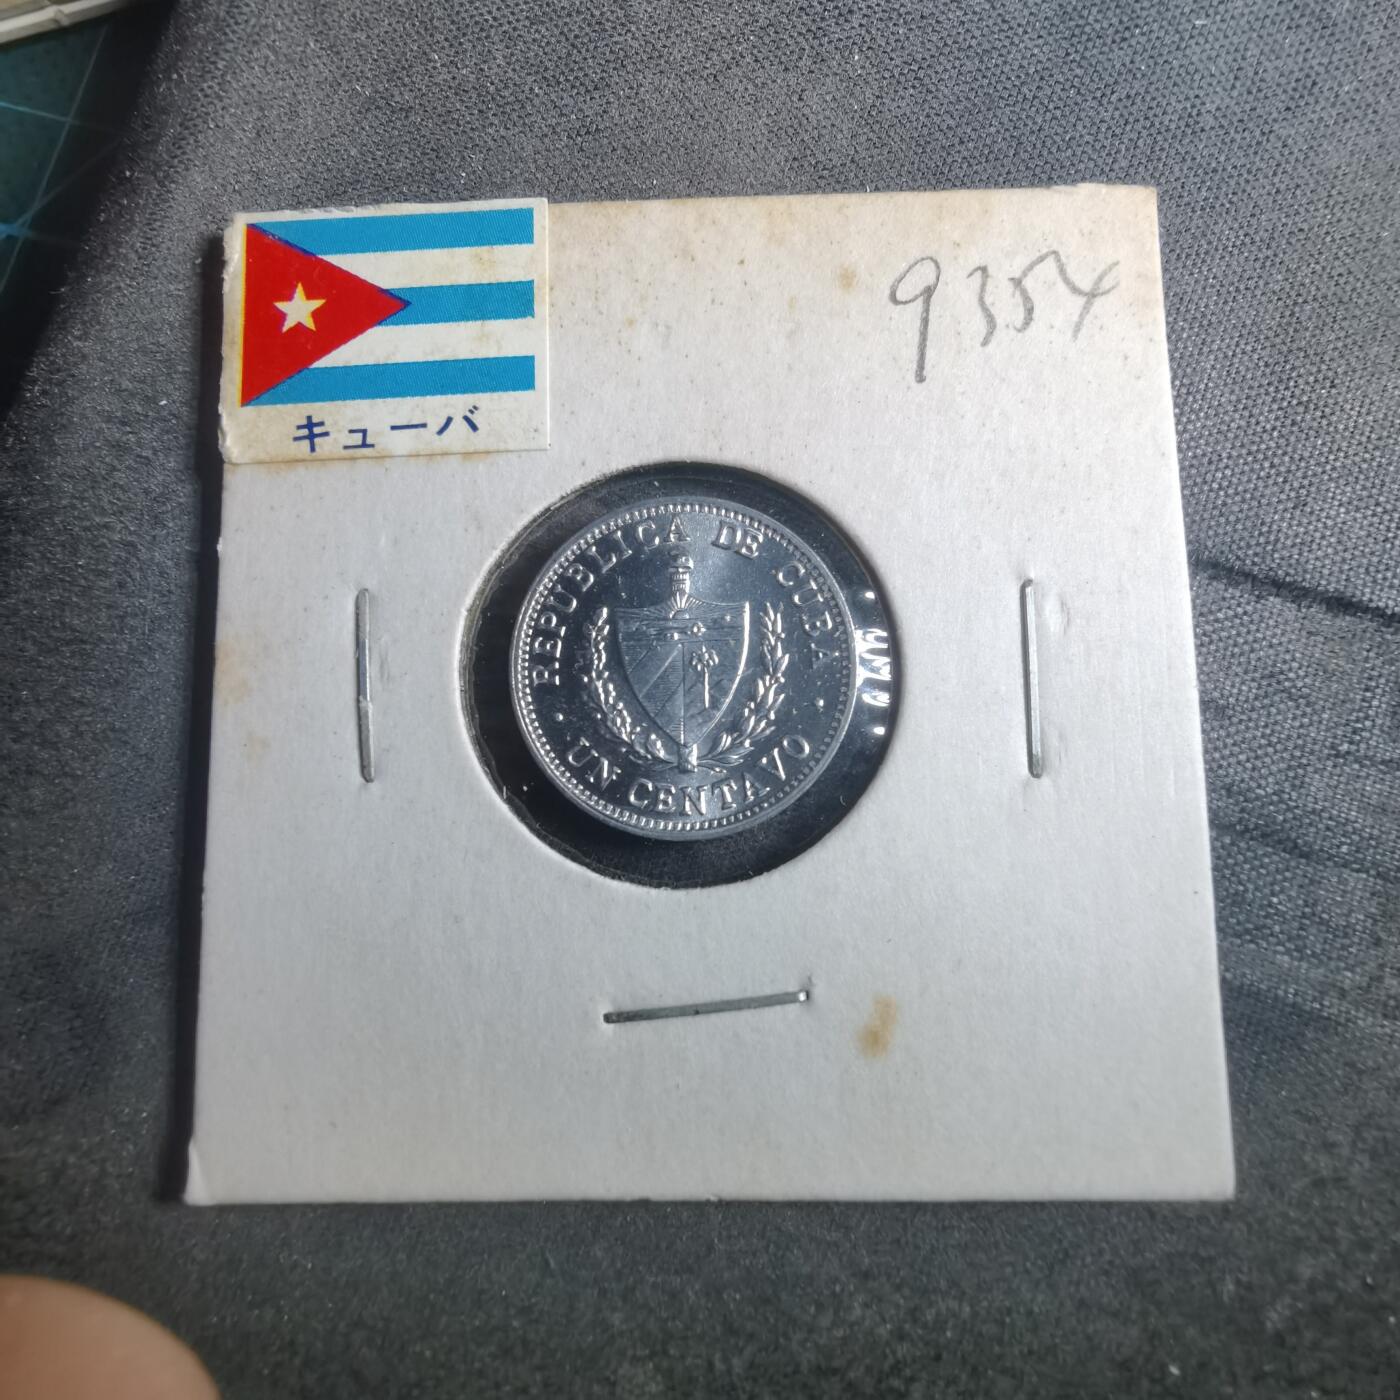 キューバ
9354
REPUBLICA DE CUBA
UN CENTAVO